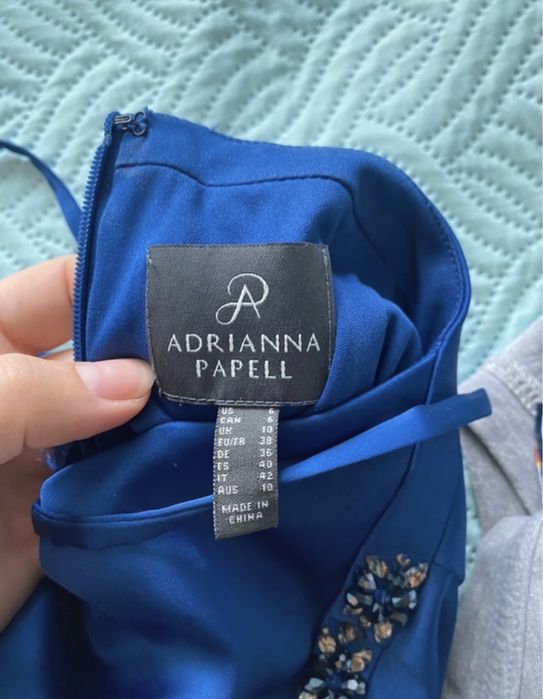 ADRIANNA
PAPELL
US 6
CAN 6
UK 10
EU/FR 38
DE 36
ES 40
IT 42
AUS 10
MADE IN
CHINA